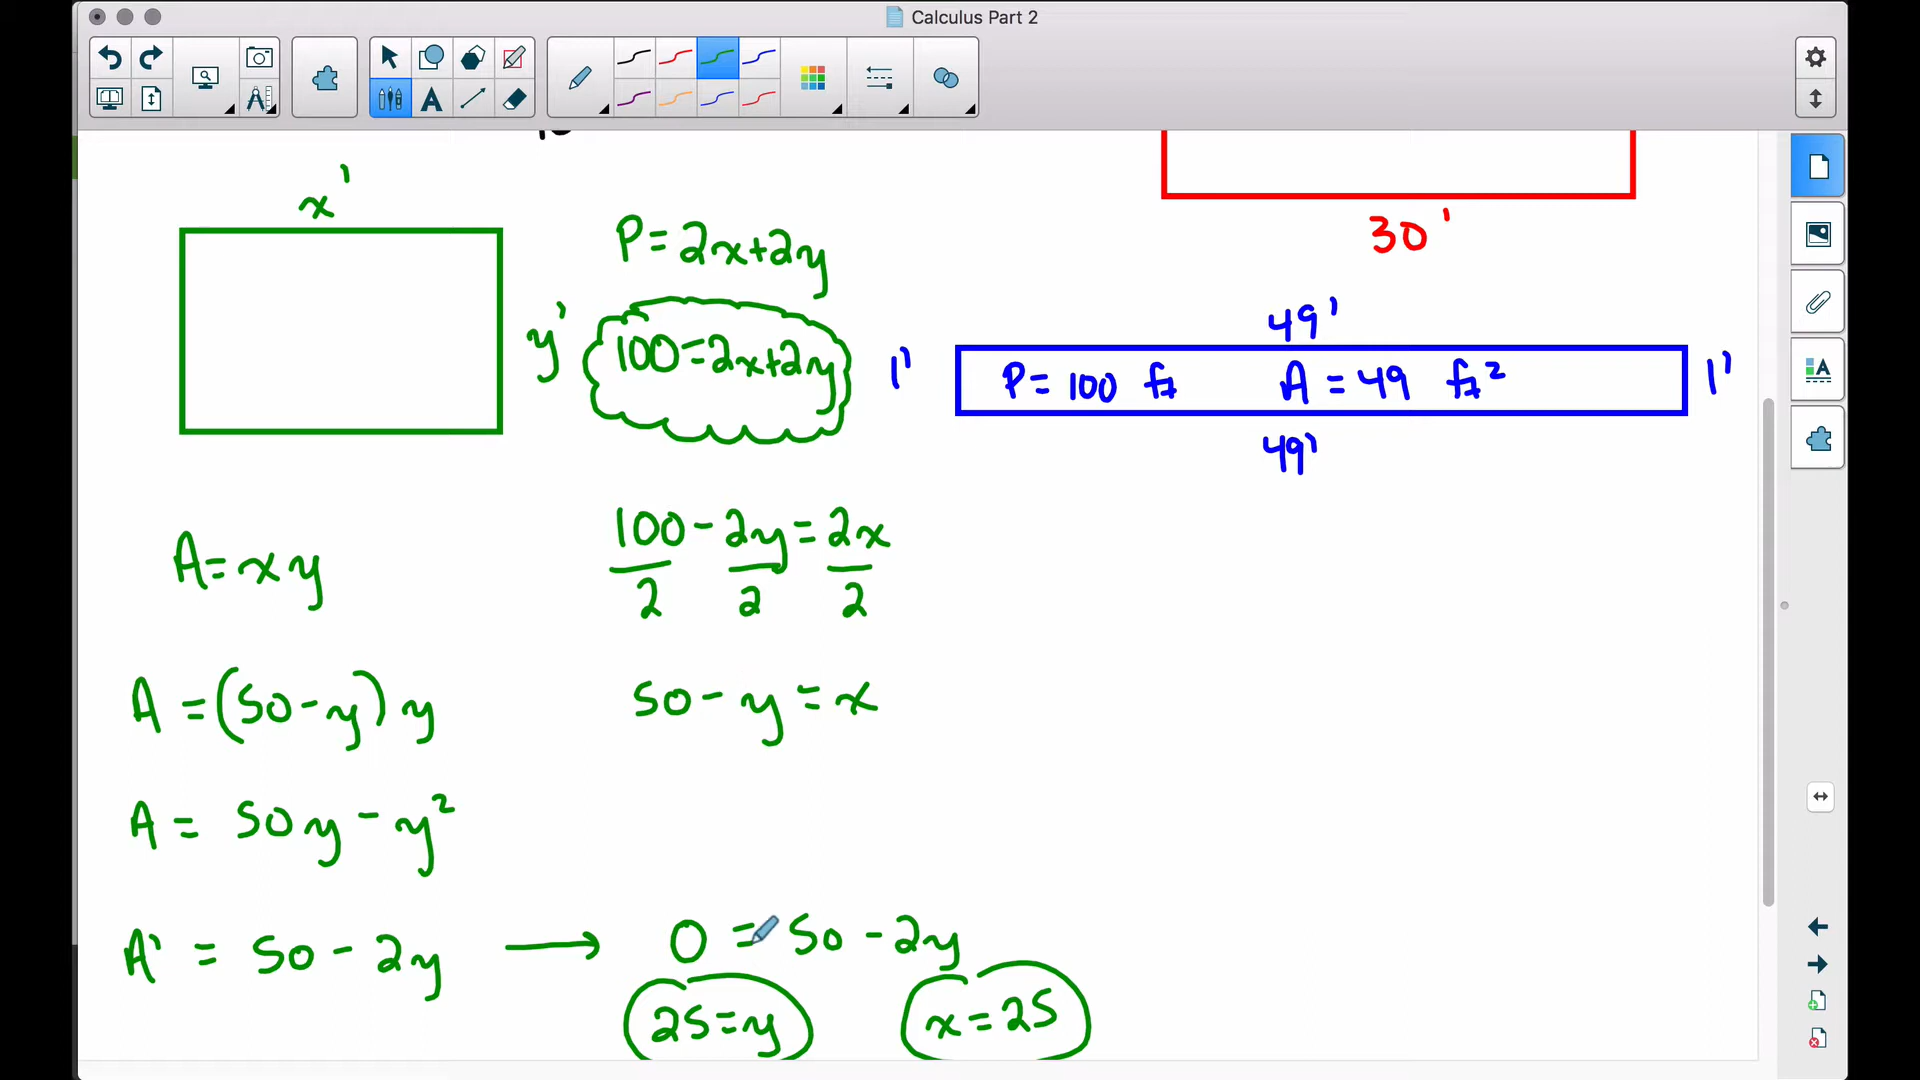 Calculus Part 2
x'
P=2x+2y
30'
y'
100=2x+2y
49'
1'
P= 100 ft A = 49 ft²
1'
49'
A=xy
100 - 2y = 2x
2 2 2
A = (50-y) y
50 - y = x
A = 50y - y²
A' = 50 - 2y → 0 = 50 - 2y
25=y x=25